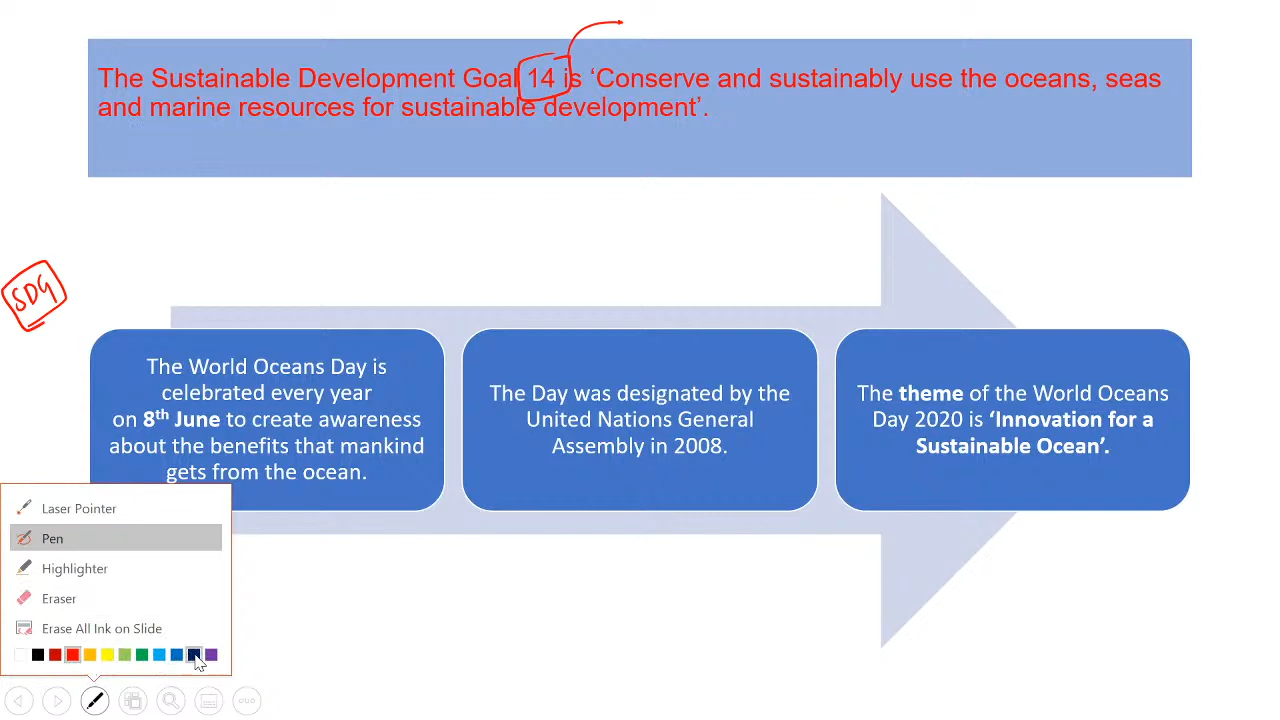 The Sustainable Development Goal 14 is ‘Conserve and sustainably use the oceans, seas
and marine resources for sustainable development’.
SDG
The World Oceans Day is
celebrated every year
on 8th June to create awareness
about the benefits that mankind
gets from the ocean.
The Day was designated by the
United Nations General
Assembly in 2008.
The theme of the World Oceans
Day 2020 is ‘Innovation for a
Sustainable Ocean’.
Laser Pointer
Pen
Highlighter
Eraser
Erase All Ink on Slide